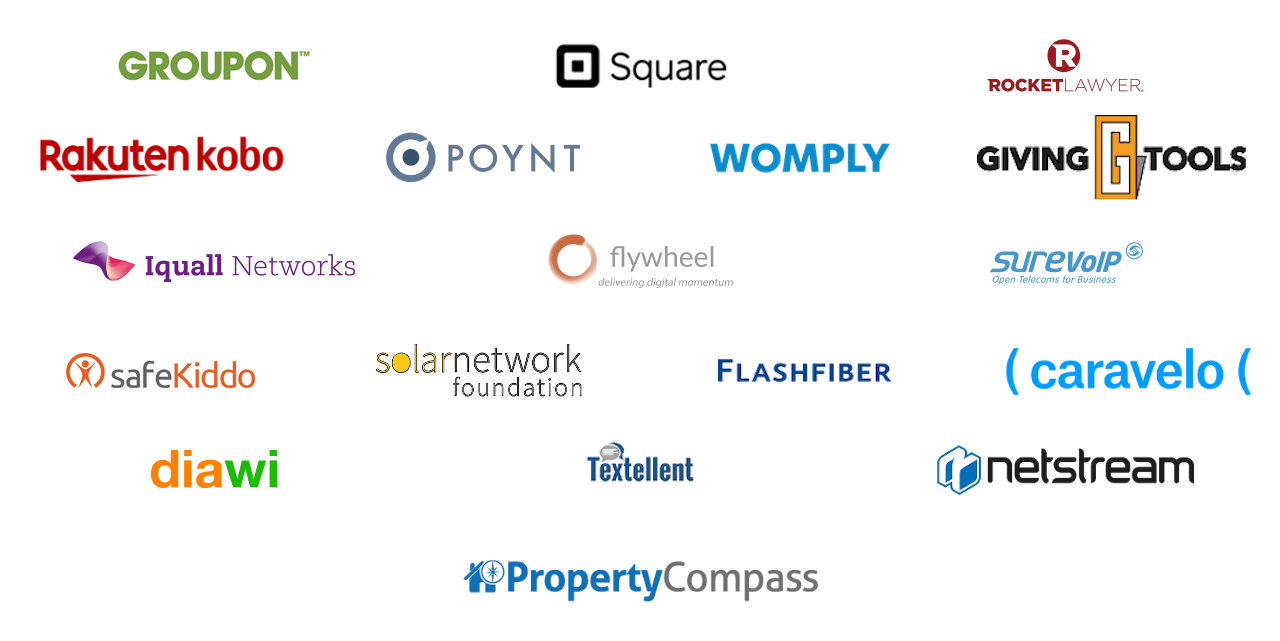 GROUPON™
Square
R
ROCKETLAWYER.
Rakuten kobo
POYNT
WOMPLY
GIVING G TOOLS
Iquall Networks
flywheel
delivering digital momentum
SUREVoIP
Open Telecoms for Business
safeKiddo
solarnetwork
foundation
FLASHFIBER
( caravelo (
diawi
Textellent
netstream
PropertyCompass